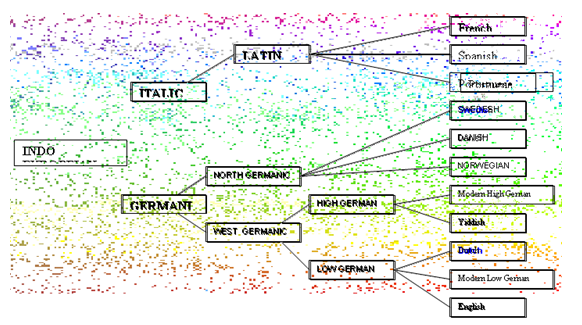 French
LATIN
Spanish
Portuguese
ITALIC
SWEDISH
DANISH
INDO
NORWEGIAN
NORTH GERMANIC
Modern High German
GERMANI
HIGH GERMAN
Yiddish
WEST GERMANIC
Dutch
LOW GERMAN
Modern Low German
English